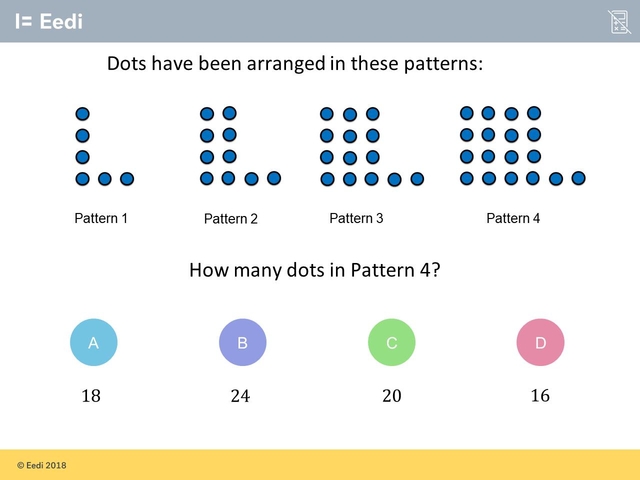 I= Eedi
Dots have been arranged in these patterns:
Pattern 1
Pattern 2
Pattern 3
Pattern 4
How many dots in Pattern 4?
A
B
C
D
18
24
20
16
© Eedi 2018